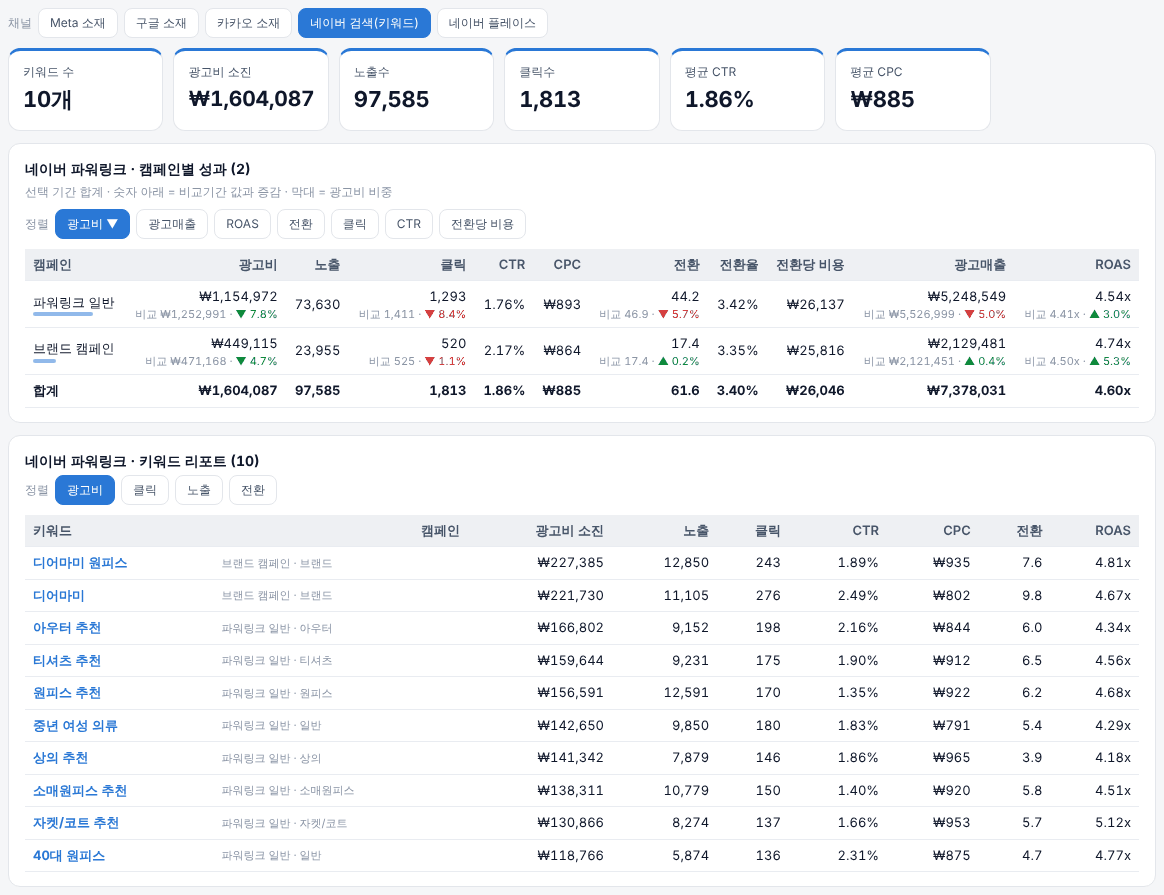 채널 Meta 소재 구글 소재 카카오 소재 네이버 검색(키워드) 네이버 플레이스
키워드 수 광고비 소진 노출수 클릭수 평균 CTR 평균 CPC
10개 ₩1,604,087 97,585 1,813 1.86% ₩885
네이버 파워링크 · 캠페인별 성과 (2)
선택 기간 합계 · 숫자 아래 = 비교기간 값과 증감 · 막대 = 광고비 비중
정렬 광고비 ▼ 광고매출 ROAS 전환 클릭 CTR 전환당 비용
캠페인 광고비 노출 클릭 CTR CPC 전환 전환율 전환당 비용 광고매출 ROAS
파워링크 일반 ₩1,154,972 73,630 1,293 1.76% ₩893 44.2 3.42% ₩26,137 ₩5,248,549 4.54x
비교 ₩1,252,991 · ▼ 7.8% 비교 1,411 · ▼ 8.4% 비교 46.9 · ▼ 5.7% 비교 ₩5,526,999 · ▼ 5.0% 비교 4.41x · ▲ 3.0%
브랜드 캠페인 ₩449,115 23,955 520 2.17% ₩864 17.4 3.35% ₩25,816 ₩2,129,481 4.74x
비교 ₩471,168 · ▼ 4.7% 비교 525 · ▼ 1.1% 비교 17.4 · ▲ 0.2% 비교 ₩2,121,451 · ▲ 0.4% 비교 4.50x · ▲ 5.3%
합계 ₩1,604,087 97,585 1,813 1.86% ₩885 61.6 3.40% ₩26,046 ₩7,378,031 4.60x
네이버 파워링크 · 키워드 리포트 (10)
정렬 광고비 클릭 노출 전환
키워드 캠페인 광고비 소진 노출 클릭 CTR CPC 전환 ROAS
디어마미 원피스 브랜드 캠페인 · 브랜드 ₩227,385 12,850 243 1.89% ₩935 7.6 4.81x
디어마미 브랜드 캠페인 · 브랜드 ₩221,730 11,105 276 2.49% ₩802 9.8 4.67x
아우터 추천 파워링크 일반 · 아우터 ₩166,802 9,152 198 2.16% ₩844 6.0 4.34x
티셔츠 추천 파워링크 일반 · 티셔츠 ₩159,644 9,231 175 1.90% ₩912 6.5 4.56x
원피스 추천 파워링크 일반 · 원피스 ₩156,591 12,591 170 1.35% ₩922 6.2 4.68x
중년 여성 의류 파워링크 일반 · 일반 ₩142,650 9,850 180 1.83% ₩791 5.4 4.29x
상의 추천 파워링크 일반 · 상의 ₩141,342 7,879 146 1.86% ₩965 3.9 4.18x
소매원피스 추천 파워링크 일반 · 소매원피스 ₩138,311 10,779 150 1.40% ₩920 5.8 4.51x
자켓/코트 추천 파워링크 일반 · 자켓/코트 ₩130,866 8,274 137 1.66% ₩953 5.7 5.12x
40대 원피스 파워링크 일반 · 일반 ₩118,766 5,874 136 2.31% ₩875 4.7 4.77x